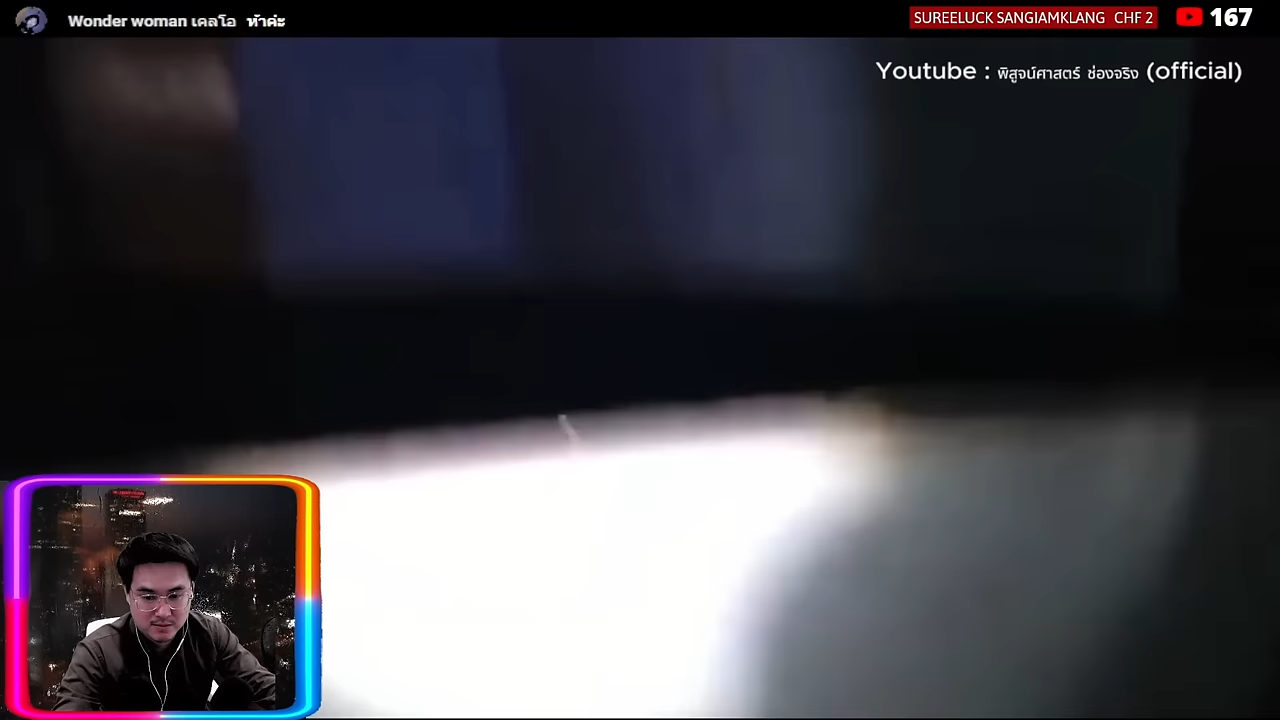 Wonder woman เคลโอ ห้าค่ะ
SUREELUCK SANGIAMKLANG CHF 2
167
Youtube : พิสูจน์ศาสตร์ ช่องจริง (official)